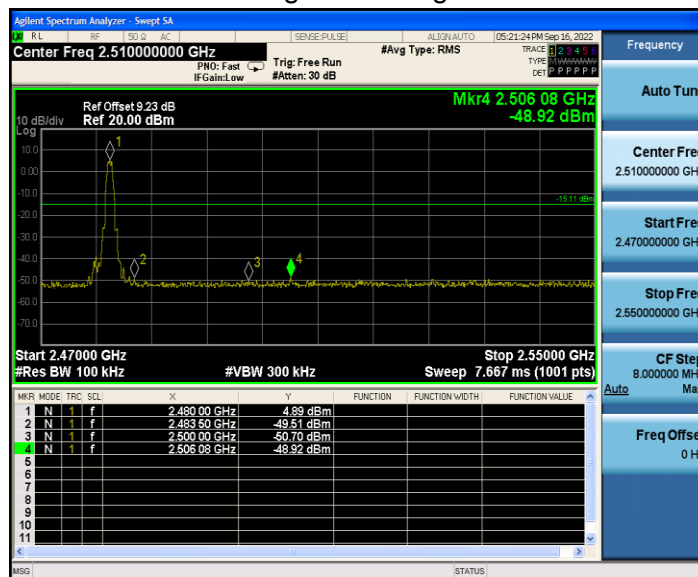 Agilent Spectrum Analyzer - Swept SA
RL RF 50 Ω AC SENSE:PULSE ALIGN AUTO 05:21:24 PM Sep 16, 2022
Center Freq 2.510000000 GHz #Avg Type: RMS TRACE 1 2 3 4 5 6
PNO: Fast Trig: Free Run TYPE M WWWWW
IFGain:Low #Atten: 30 dB DET P P P P P P
Frequency
Auto Tun
Mkr4 2.506 08 GHz
-48.92 dBm
Ref Offset 9.23 dB
10 dB/div Ref 20.00 dBm
Log
10.0
0.00
-10.0
-20.0
-30.0
-40.0
-50.0
-60.0
-70.0
1
2
3
4
-15.11 dBm
Start 2.47000 GHz Stop 2.55000 GHz
#Res BW 100 kHz #VBW 300 kHz Sweep 7.667 ms (1001 pts)
Center Fre
2.510000000 GH
Start Fre
2.470000000 GH
Stop Fre
2.550000000 GH
CF Step
8.000000 MH
Auto Ma
Freq Offse
0 H
MKR MODE TRC SCL X Y FUNCTION FUNCTION WIDTH FUNCTION VALUE
1 N 1 f 2.480 00 GHz 4.89 dBm
2 N 1 f 2.483 50 GHz -49.51 dBm
3 N 1 f 2.500 00 GHz -50.70 dBm
4 N 1 f 2.506 08 GHz -48.92 dBm
5
6
7
8
9
10
11
MSG STATUS